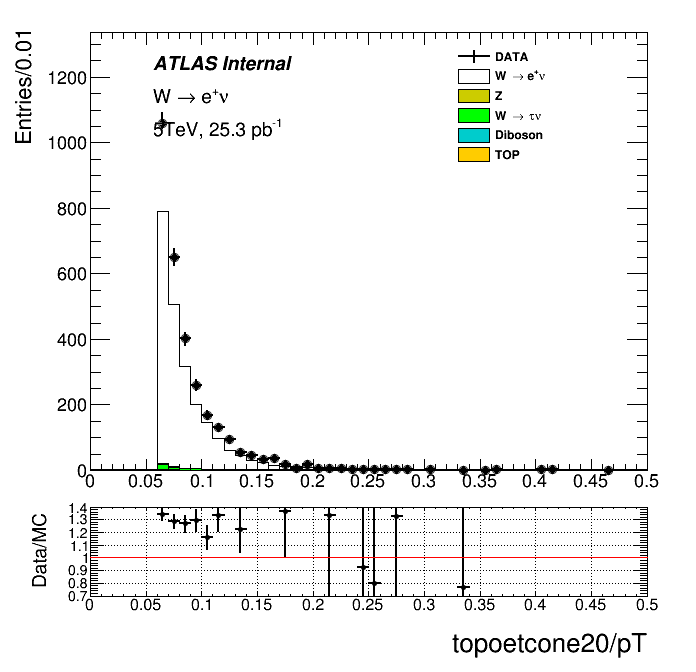 Entries/0.01
1200
1000
800
600
400
200
0
ATLAS Internal
W → e⁺ν
5TeV, 25.3 pb⁻¹
DATA
W → e⁺ν
Z
W → τν
Diboson
TOP
0 0.05 0.1 0.15 0.2 0.25 0.3 0.35 0.4 0.45 0.5
Data/MC
1.4
1.3
1.2
1.1
1
0.9
0.8
0.7
0 0.05 0.1 0.15 0.2 0.25 0.3 0.35 0.4 0.45 0.5
topoetcone20/pT